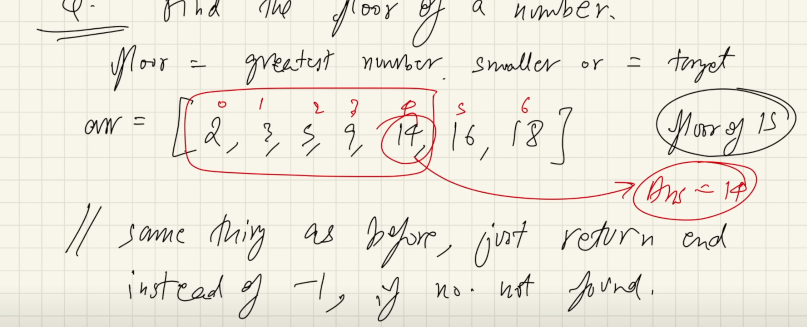 Q. Find the floor of a number.
floor = greatest number smaller or = target
0 1 2 3 4 5 6
arr = [2, 3, 5, 9, 14, 16, 18] floor of 15
Ans = 14
// same thing as before, just return end
instead of -1, if no. not found.